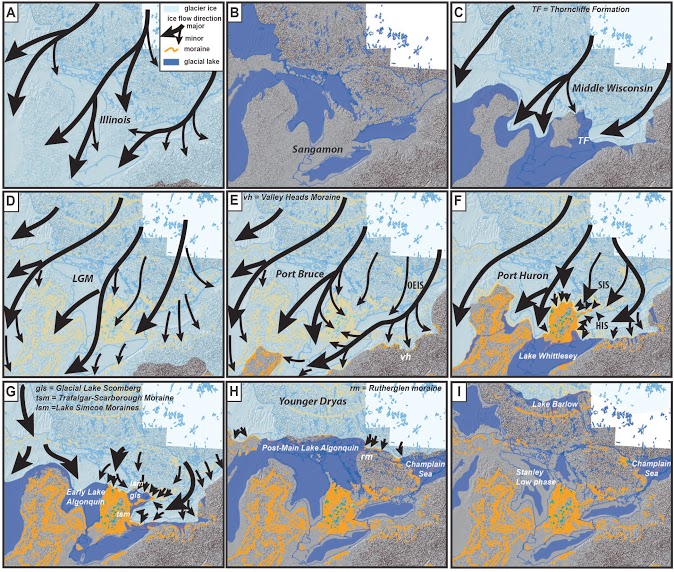 A
glacier ice
ice flow direction
major
minor
moraine
glacial lake
Illinois
B
Sangamon
C
TF = Thorncliffe Formation
Middle Wisconsin
TF
D
LGM
E
vh = Valley Heads Moraine
Port Bruce
OEIS
vh
F
Port Huron
SIS
HIS
Lake Whittlesey
G
gls = Glacial Lake Scomberg
tsm = Trafalgar-Scarborough Moraine
lsm =Lake Simcoe Moraines
Early Lake
Algonquin
lsm
gls
tsm
H
Younger Dryas
rm = Rutherglen moraine
Post-Main Lake Algonquin
rm
Champlain
Sea
I
Lake Barlow
Stanley
Low phase
Champlain
Sea